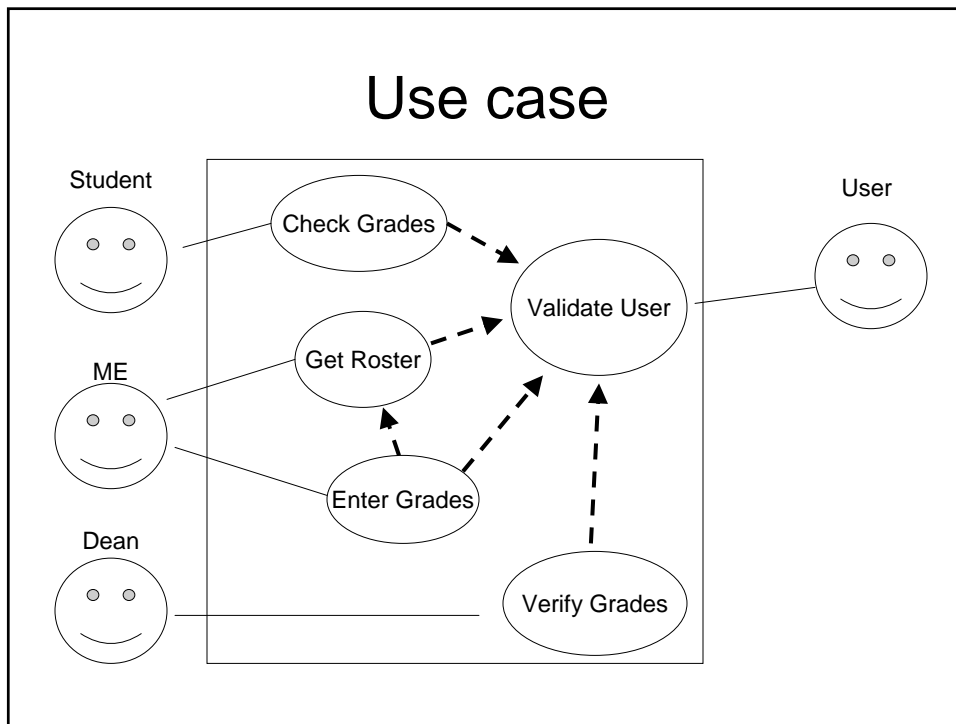 Use case
Student
User
Check Grades
Validate User
ME
Get Roster
Enter Grades
Dean
Verify Grades